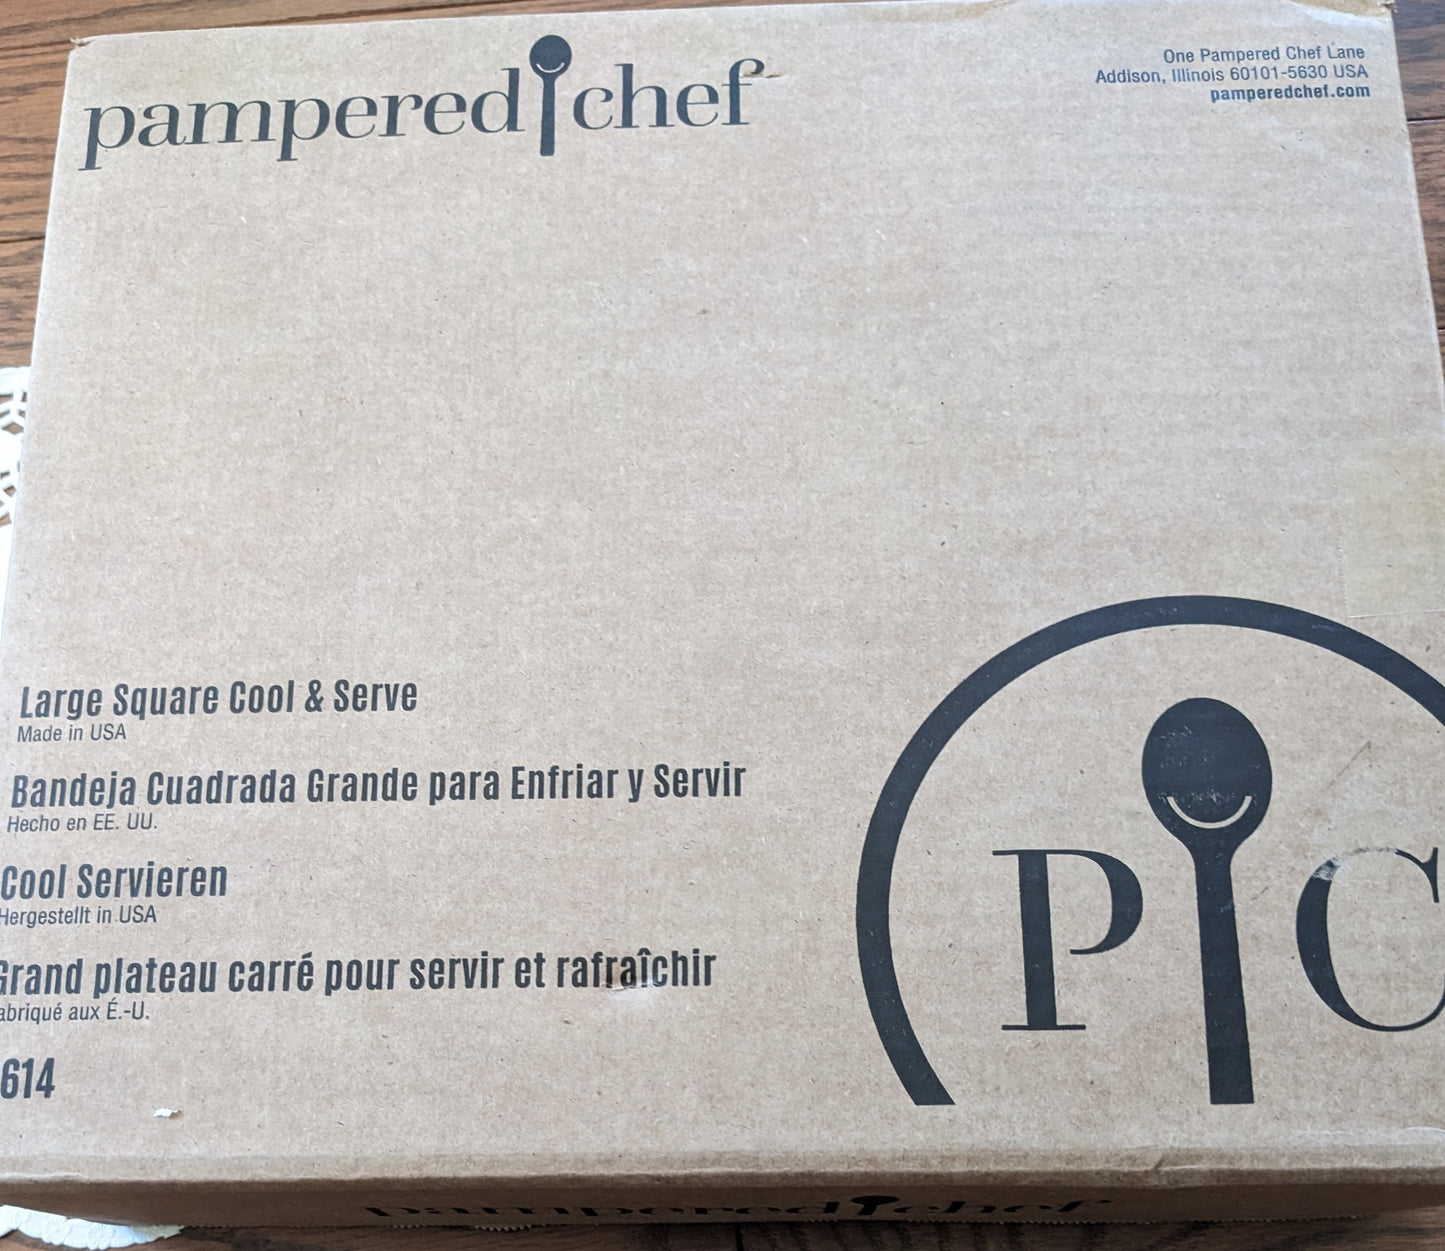 pampered chef
One Pampered Chef Lane
Addison, Illinois 60101-5630 USA
pamperedchef.com
Large Square Cool & Serve
Made in USA
Bandeja Cuadrada Grande para Enfriar y Servir
Hecho en EE. UU.
Cool Servieren
Hergestellt in USA
Grand plateau carré pour servir et rafraîchir
abriqué aux É.-U.
614
P C
pampered chef